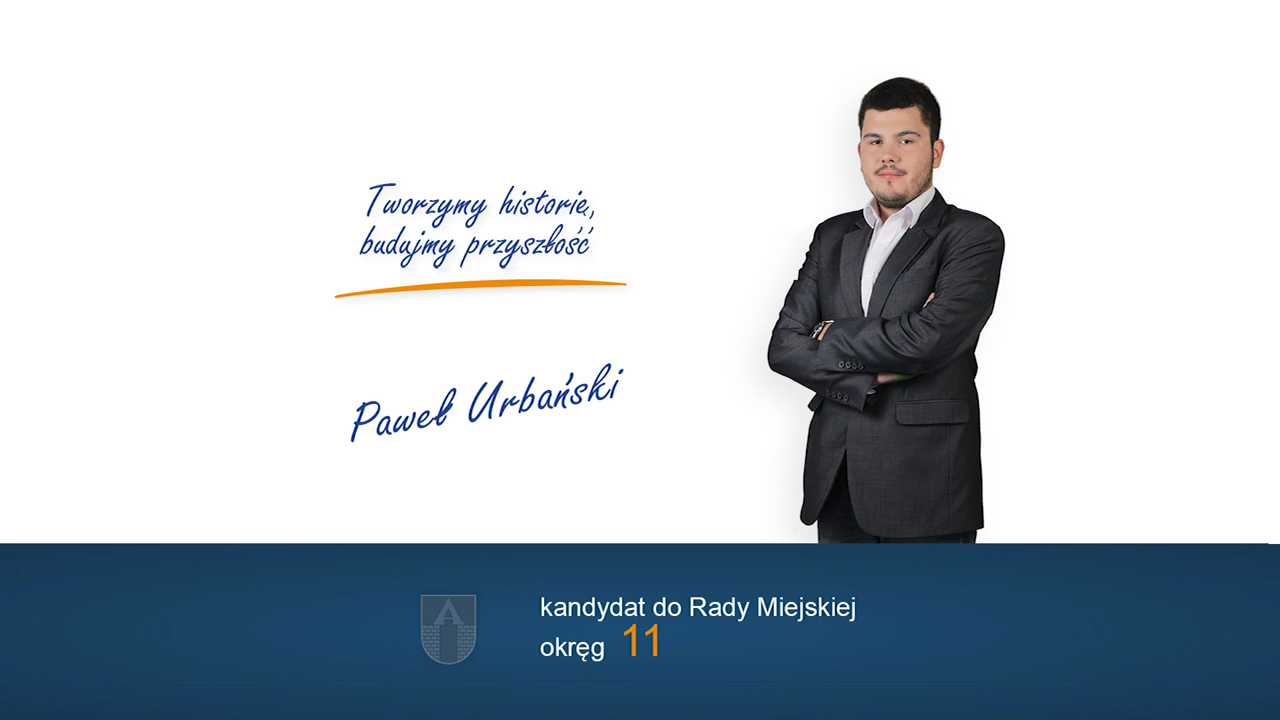 Tworzymy historię,
budujmy przyszłość
Paweł Urbański
kandydat do Rady Miejskiej
okręg 11